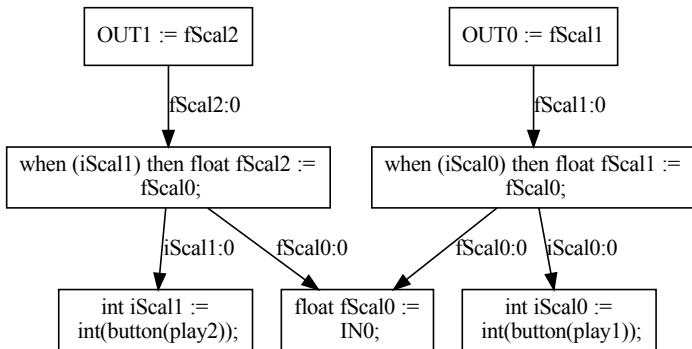 OUT1 := fScal2
OUT0 := fScal1
fScal2:0
fScal1:0
when (iScal1) then float fScal2 :=
fScal0;
when (iScal0) then float fScal1 :=
fScal0;
iScal1:0
fScal0:0
fScal0:0
iScal0:0
int iScal1 :=
int(button(play2));
float fScal0 :=
IN0;
int iScal0 :=
int(button(play1));